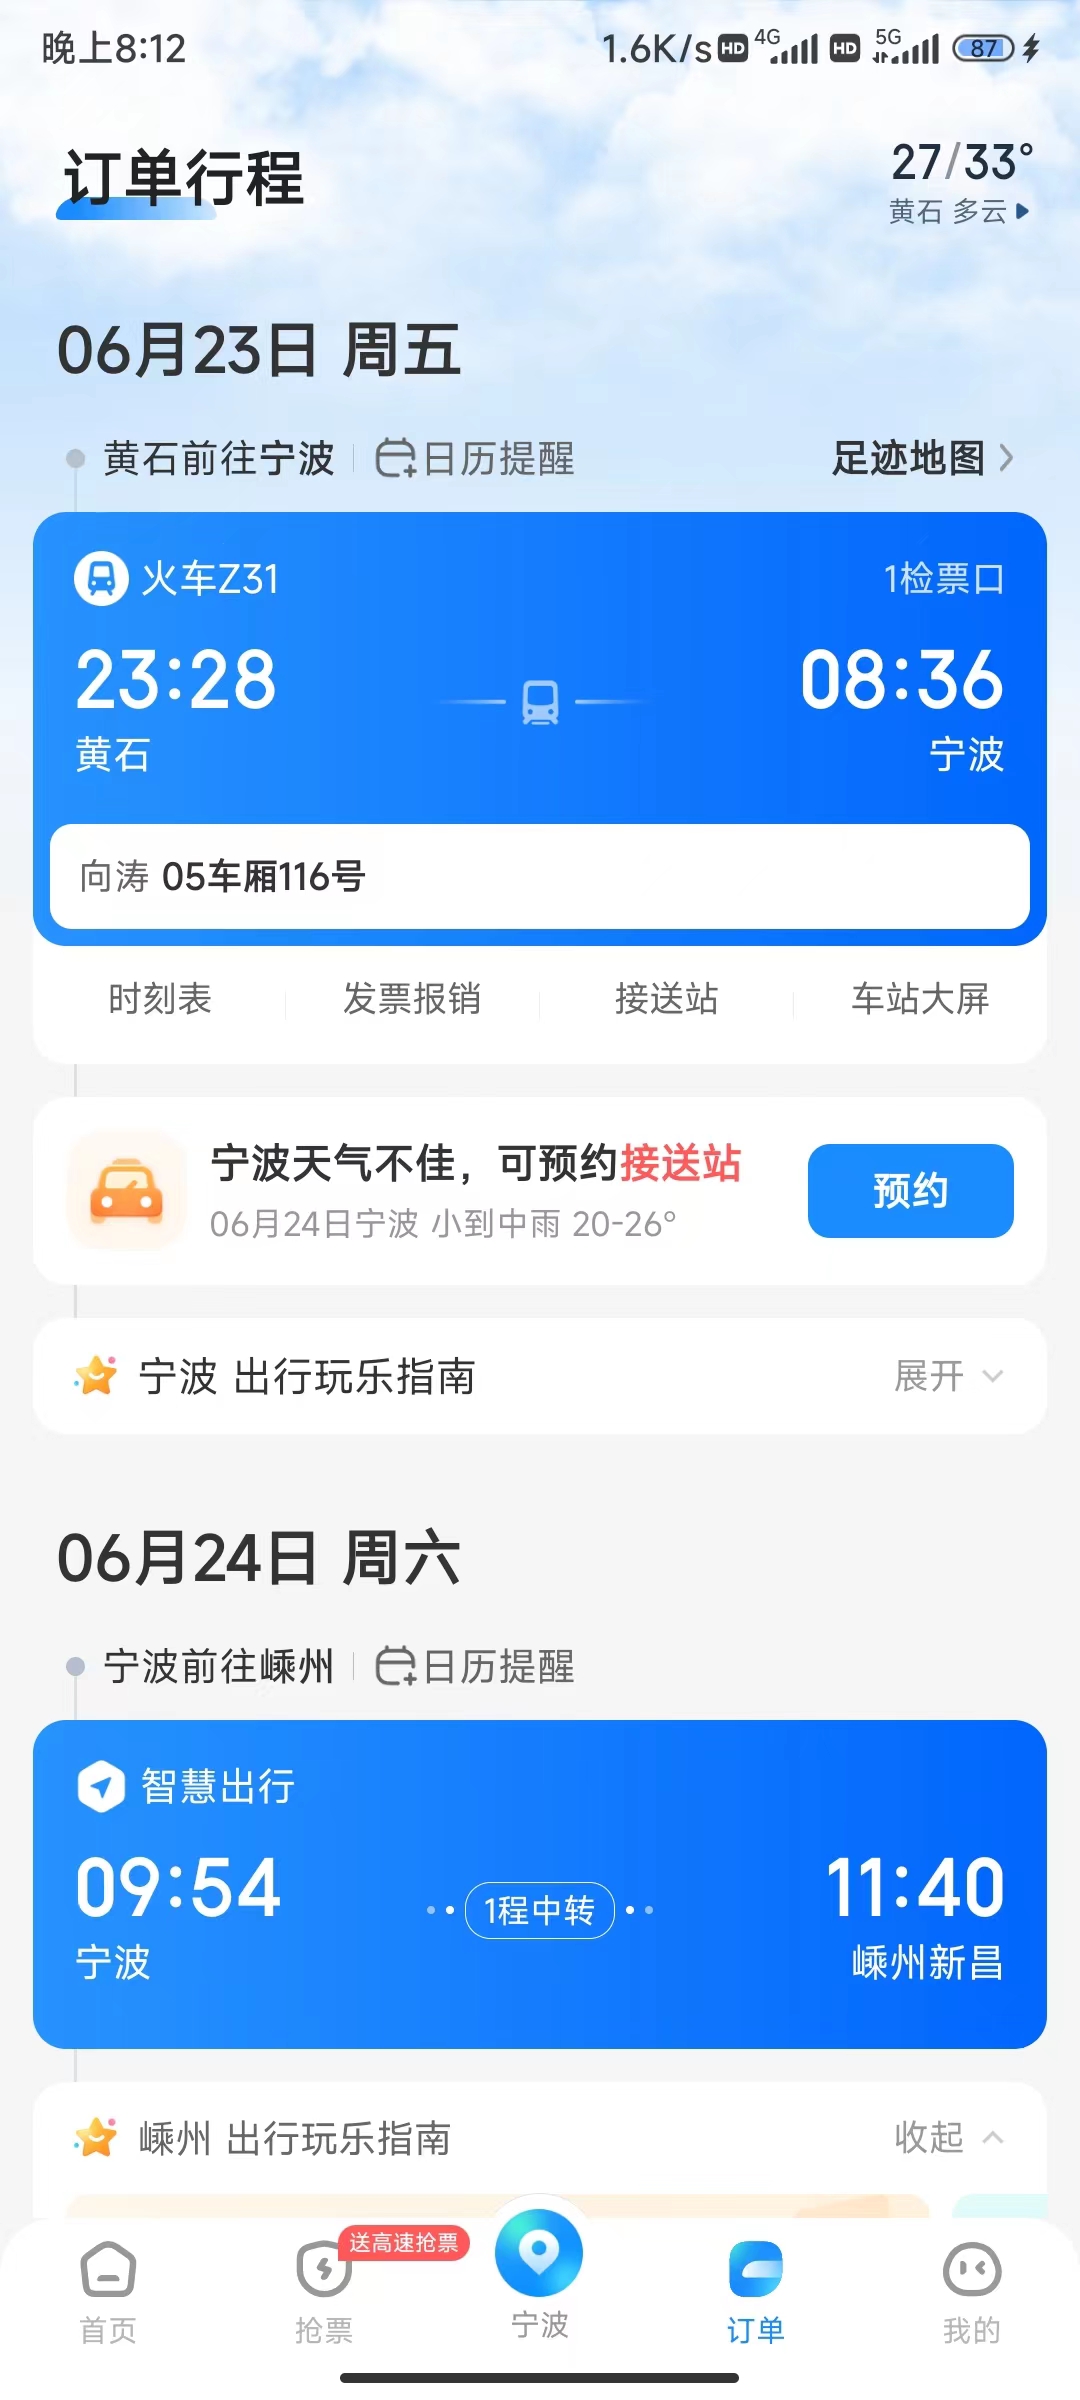 晚上8:12
1.6K/s HD 4G HD 5G 87
订单行程
27/33°
黄石 多云
06月23日 周五
黄石前往宁波 日历提醒 足迹地图
火车Z31 1检票口
23:28 08:36
黄石 宁波
向涛 05车厢116号
时刻表 发票报销 接送站 车站大屏
宁波天气不佳，可预约接送站
06月24日宁波 小到中雨 20-26°
预约
宁波 出行玩乐指南 展开
06月24日 周六
宁波前往嵊州 日历提醒
智慧出行
09:54 1程中转 11:40
宁波 嵊州新昌
嵊州 出行玩乐指南 收起
送高速抢票
首页 抢票 宁波 订单 我的